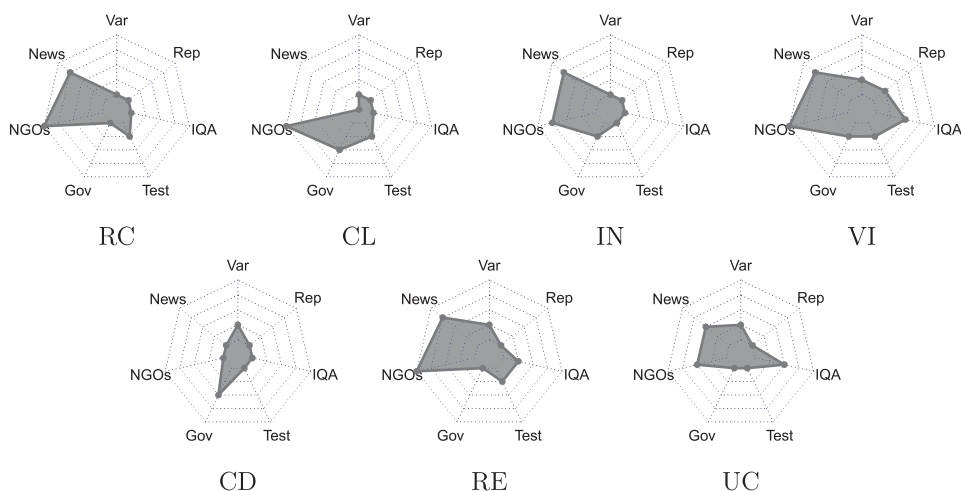 Var Var Var Var
News Rep News Rep News Rep News Rep
NGOs IQA NGOs IQA NGOs IQA NGOs IQA
Gov Test Gov Test Gov Test Gov Test
RC CL IN VI
Var Var Var
News Rep News Rep News Rep
NGOs IQA NGOs IQA NGOs IQA
Gov Test Gov Test Gov Test
CD RE UC